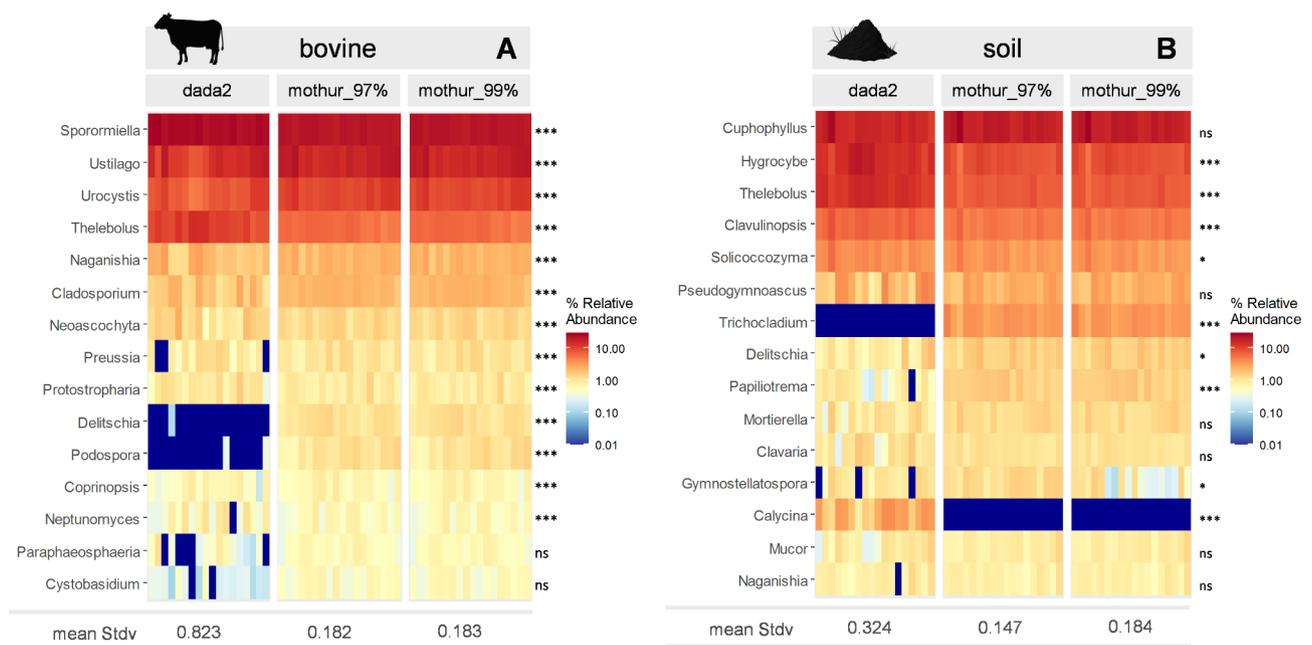 bovine A
dada2 mothur_97% mothur_99%
Sporormiella ***
Ustilago ***
Urocystis ***
Thelebolus ***
Naganishia ***
Cladosporium ***
Neoascochyta ***
Preussia ***
Protostropharia ***
Delitschia ***
Podospora ***
Coprinopsis ***
Neptunomyces ***
Paraphaeosphaeria ns
Cystobasidium ns
mean Stdv 0.823 0.182 0.183
% Relative
Abundance
10.00
1.00
0.10
0.01
soil B
dada2 mothur_97% mothur_99%
Cuphophyllus ns
Hygrocybe ***
Thelebolus ***
Clavulinopsis ***
Solicoccozyma *
Pseudogymnoascus ns
Trichocladium ***
Delitschia *
Papiliotrema ***
Mortierella ns
Clavaria ns
Gymnostellatospora *
Calycina ***
Mucor ns
Naganishia ns
mean Stdv 0.324 0.147 0.184
% Relative
Abundance
10.00
1.00
0.10
0.01